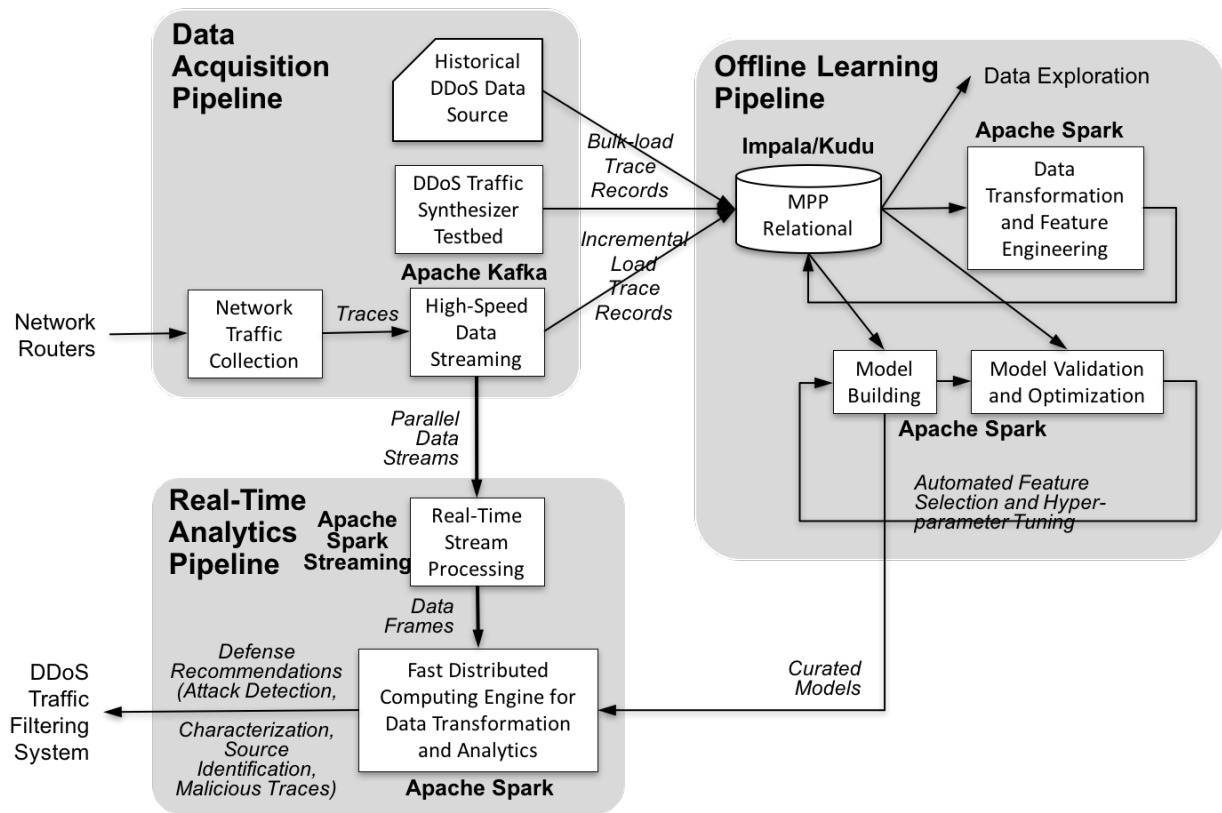 Data
Acquisition
Pipeline
Historical
DDoS Data
Source
DDoS Traffic
Synthesizer
Testbed
Apache Kafka
High-Speed
Data
Streaming
Network
Routers
Network
Traffic
Collection
Traces
Bulk-load
Trace
Records
Incremental
Load
Trace
Records
Offline Learning
Pipeline
Data Exploration
Impala/Kudu
MPP
Relational
Apache Spark
Data
Transformation
and Feature
Engineering
Model
Building
Model Validation
and Optimization
Apache Spark
Automated Feature
Selection and Hyper-
parameter Tuning
Parallel
Data
Streams
Real-Time
Analytics
Pipeline
Apache
Spark
Streaming
Real-Time
Stream
Processing
Data
Frames
Curated
Models
Fast Distributed
Computing Engine for
Data Transformation
and Analytics
Apache Spark
Defense
Recommendations
(Attack Detection,
Characterization,
Source
Identification,
Malicious Traces)
DDoS
Traffic
Filtering
System